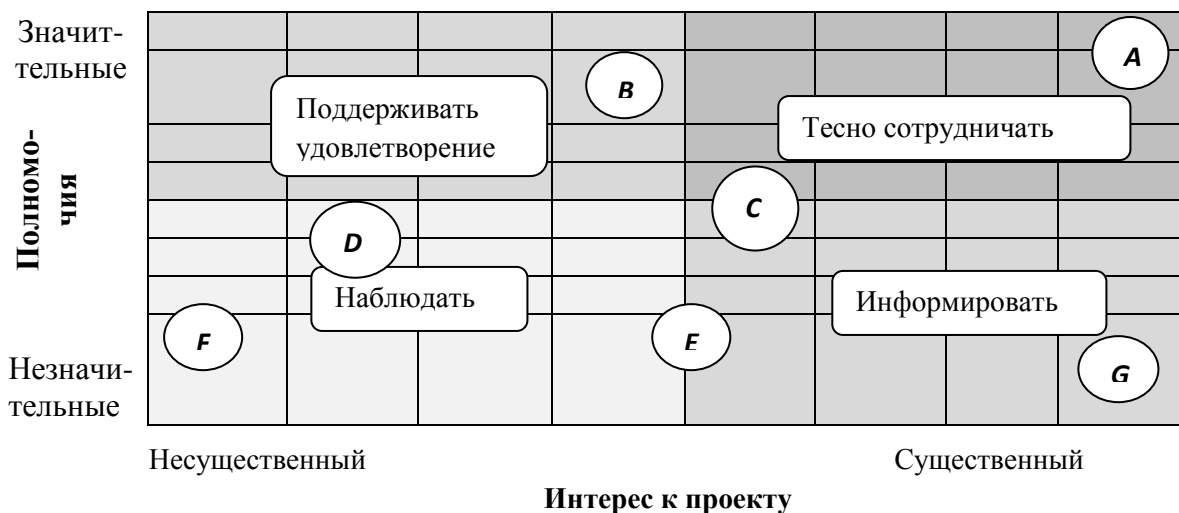 Значит-
тельные
A
B
Поддерживать
удовлетворение
Тесно сотрудничать
Полномо-
чия
C
D
Наблюдать
Информировать
F
E
G
Незначи-
тельные
Несущественный
Существенный
Интерес к проекту